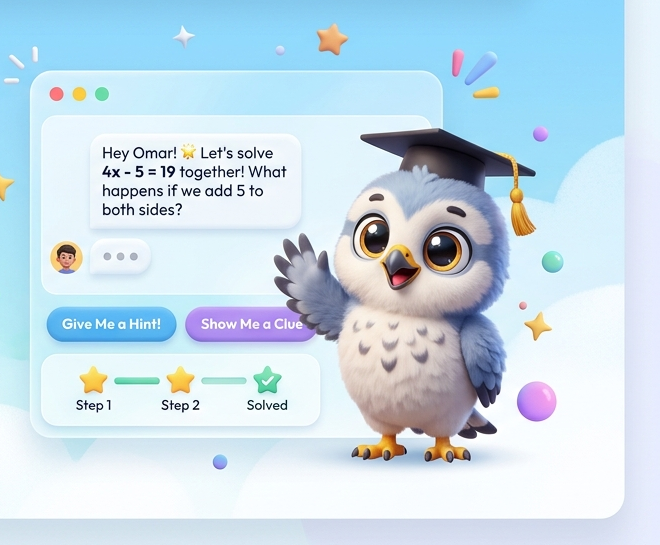 Hey Omar! 🌟 Let's solve
4x - 5 = 19 together! What
happens if we add 5 to
both sides?
Give Me a Hint!
Show Me a Clue
Step 1
Step 2
Solved